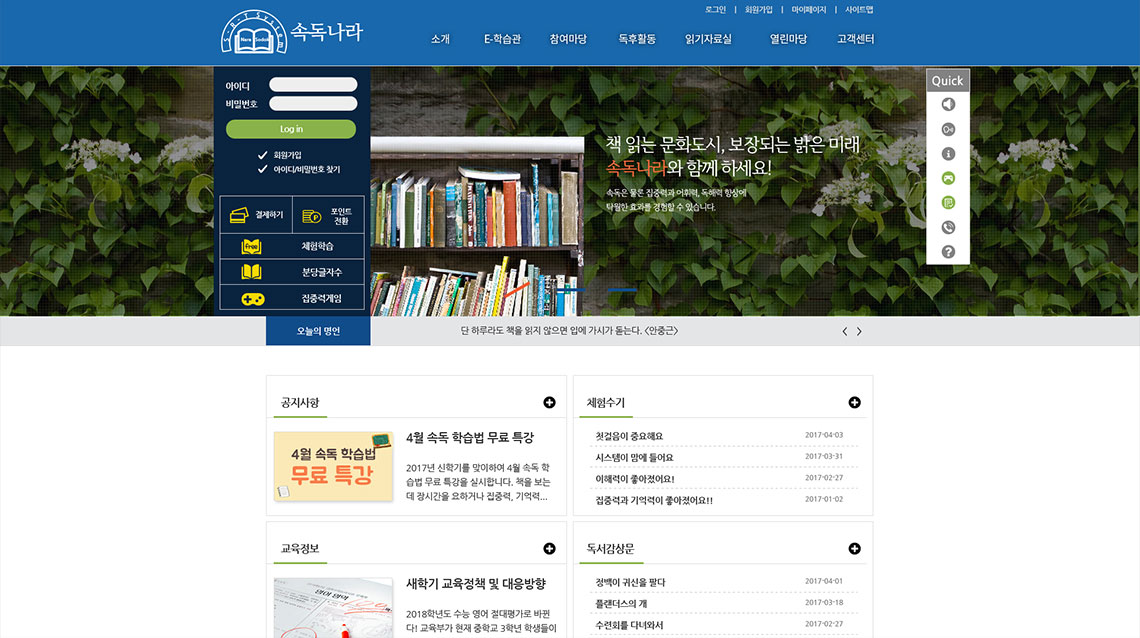 로그인 | 회원가입 | 마이페이지 | 사이트맵
S·R·T System
Nara Sodok
속독나라
소개 E-학습관 참여마당 독후활동 읽기자료실 열린마당 고객센터
아이디
비밀번호
Log in
회원가입
아이디/비밀번호 찾기
결제하기
포인트
전환
free
체험학습
분당글자수
집중력게임
책 읽는 문화도시, 보장되는 밝은 미래
속독나라와 함께 하세요!
속독은 물론 집중력과 어휘력, 독해력 향상에
탁월한 효과를 경험할 수 있습니다.
Quick
오늘의 명언
단 하루라도 책을 읽지 않으면 입에 가시가 돋는다. <안중근>
공지사항
4월 속독 학습법
무료 특강
4월 속독 학습법 무료 특강
2017년 신학기를 맞이하여 4월 속독 학
습법 무료 특강을 실시합니다. 책을 보는
데 장시간을 요하거나 집중력, 기억력...
체험수기
첫걸음이 중요해요 2017-04-03
시스템이 맘에 들어요 2017-03-31
이해력이 좋아졌어요! 2017-02-27
집중력과 기억력이 좋아졌어요!! 2017-01-02
교육정보
새학기 교육정책 및 대응방향
2018학년도 수능 영어 절대평가로 바뀐
다! 교육부가 현재 중학교 3학년 학생들이
독서감상문
정백이 귀신을 팔다 2017-04-01
플랜더스의 개 2017-03-18
수련회를 다녀와서 2017-02-27